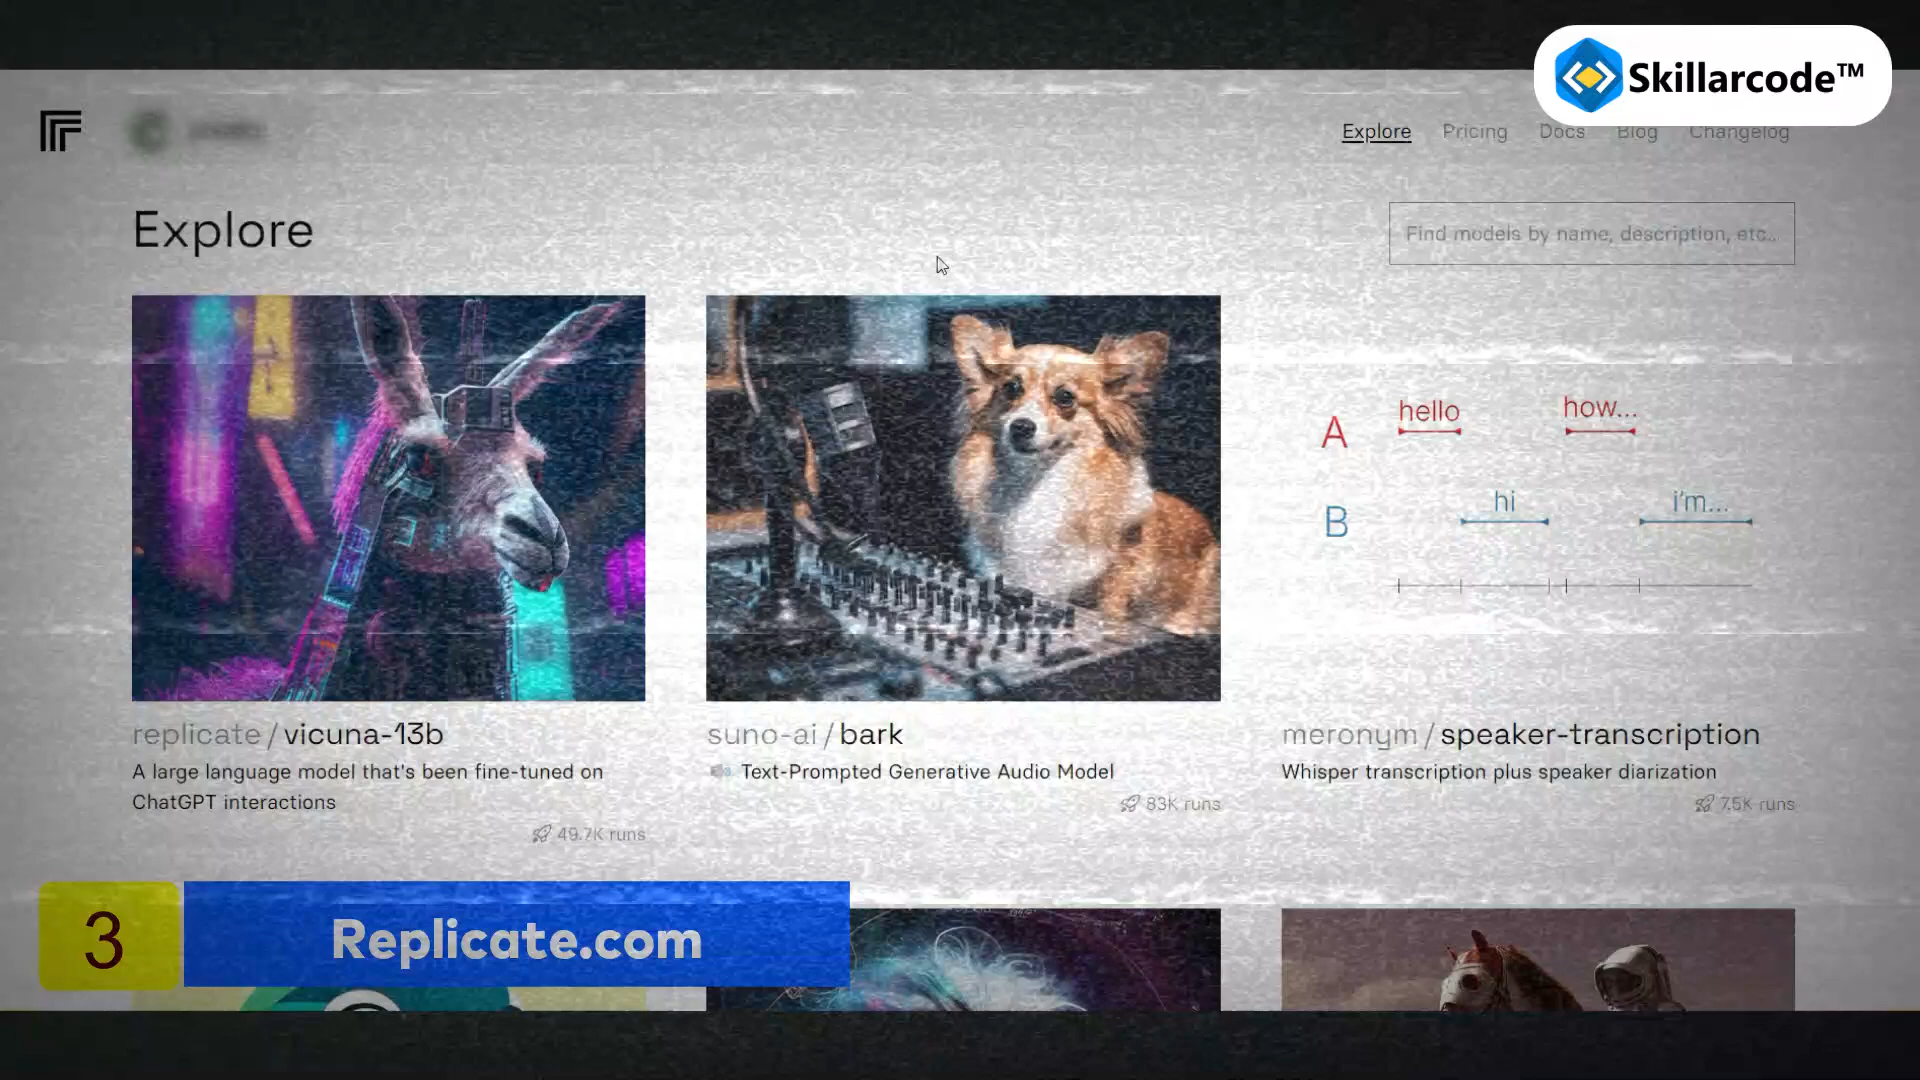 Skillarcode™
Explore Pricing Docs Blog Changelog
Explore
Find models by name, description, etc..
A hello how...
B hi i'm...
replicate / vicuna-13b
A large language model that's been fine-tuned on
ChatGPT interactions
49.7K runs
suno-ai / bark
Text-Prompted Generative Audio Model
83K runs
meronym / speaker-transcription
Whisper transcription plus speaker diarization
7.5K runs
3
Replicate.com